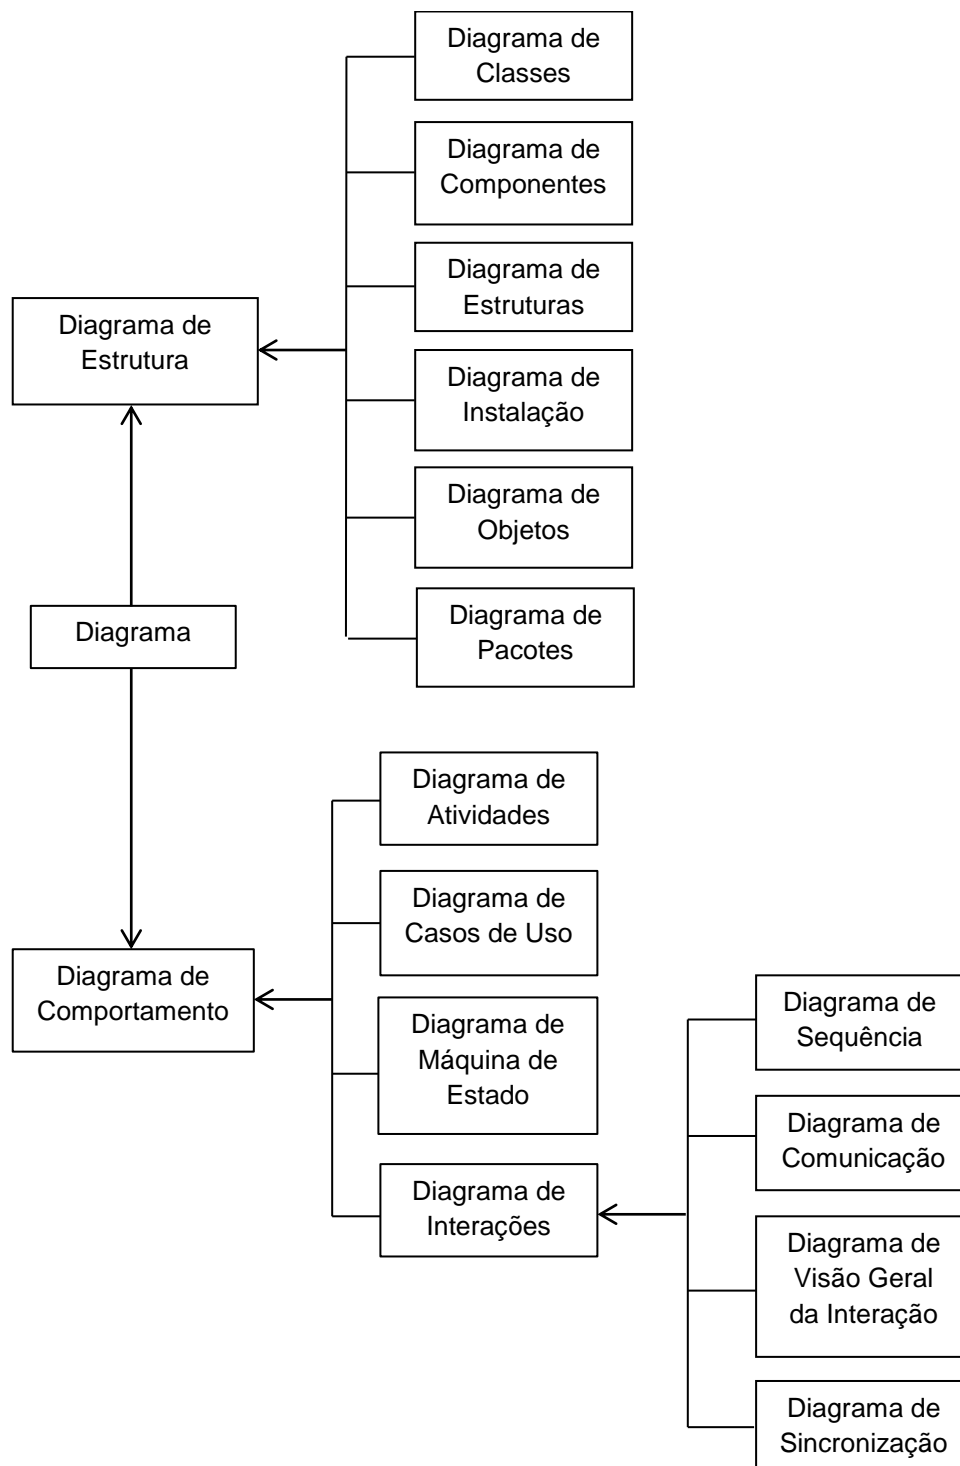 Diagrama de
Classes
Diagrama de
Componentes
Diagrama de
Estruturas
Diagrama de
Estrutura
Diagrama de
Instalação
Diagrama de
Objetos
Diagrama
Diagrama de
Pacotes
Diagrama de
Atividades
Diagrama de
Casos de Uso
Diagrama de
Comportamento
Diagrama de
Máquina de
Estado
Diagrama de
Interações
Diagrama de
Sequência
Diagrama de
Comunicação
Diagrama de
Visão Geral
da Interação
Diagrama de
Sincronização